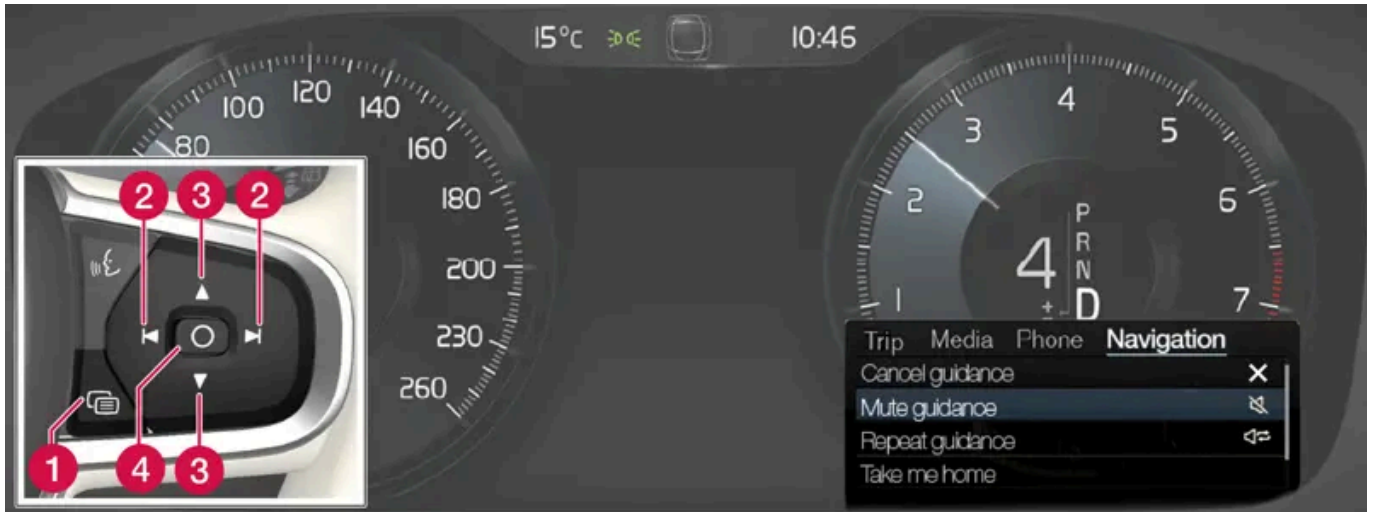 15°C 10:46
80
100
120
140
160
180
200
230
260
1
2
3
4
5
6
7
4
P
R
N
D
+
-
2 3 2
1 4 3
Trip Media Phone Navigation
Cancel guidance
Mute guidance
Repeat guidance
Take me home